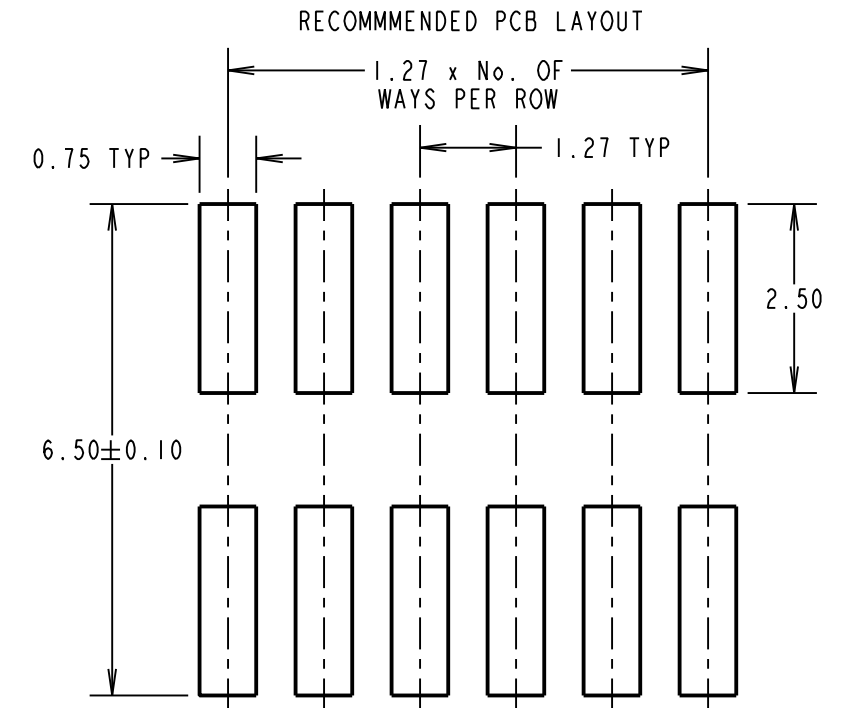 RECOMMMENDED PCB LAYOUT
1.27 x No. OF
WAYS PER ROW
0.75 TYP
1.27 TYP
2.50
6.50±0.10